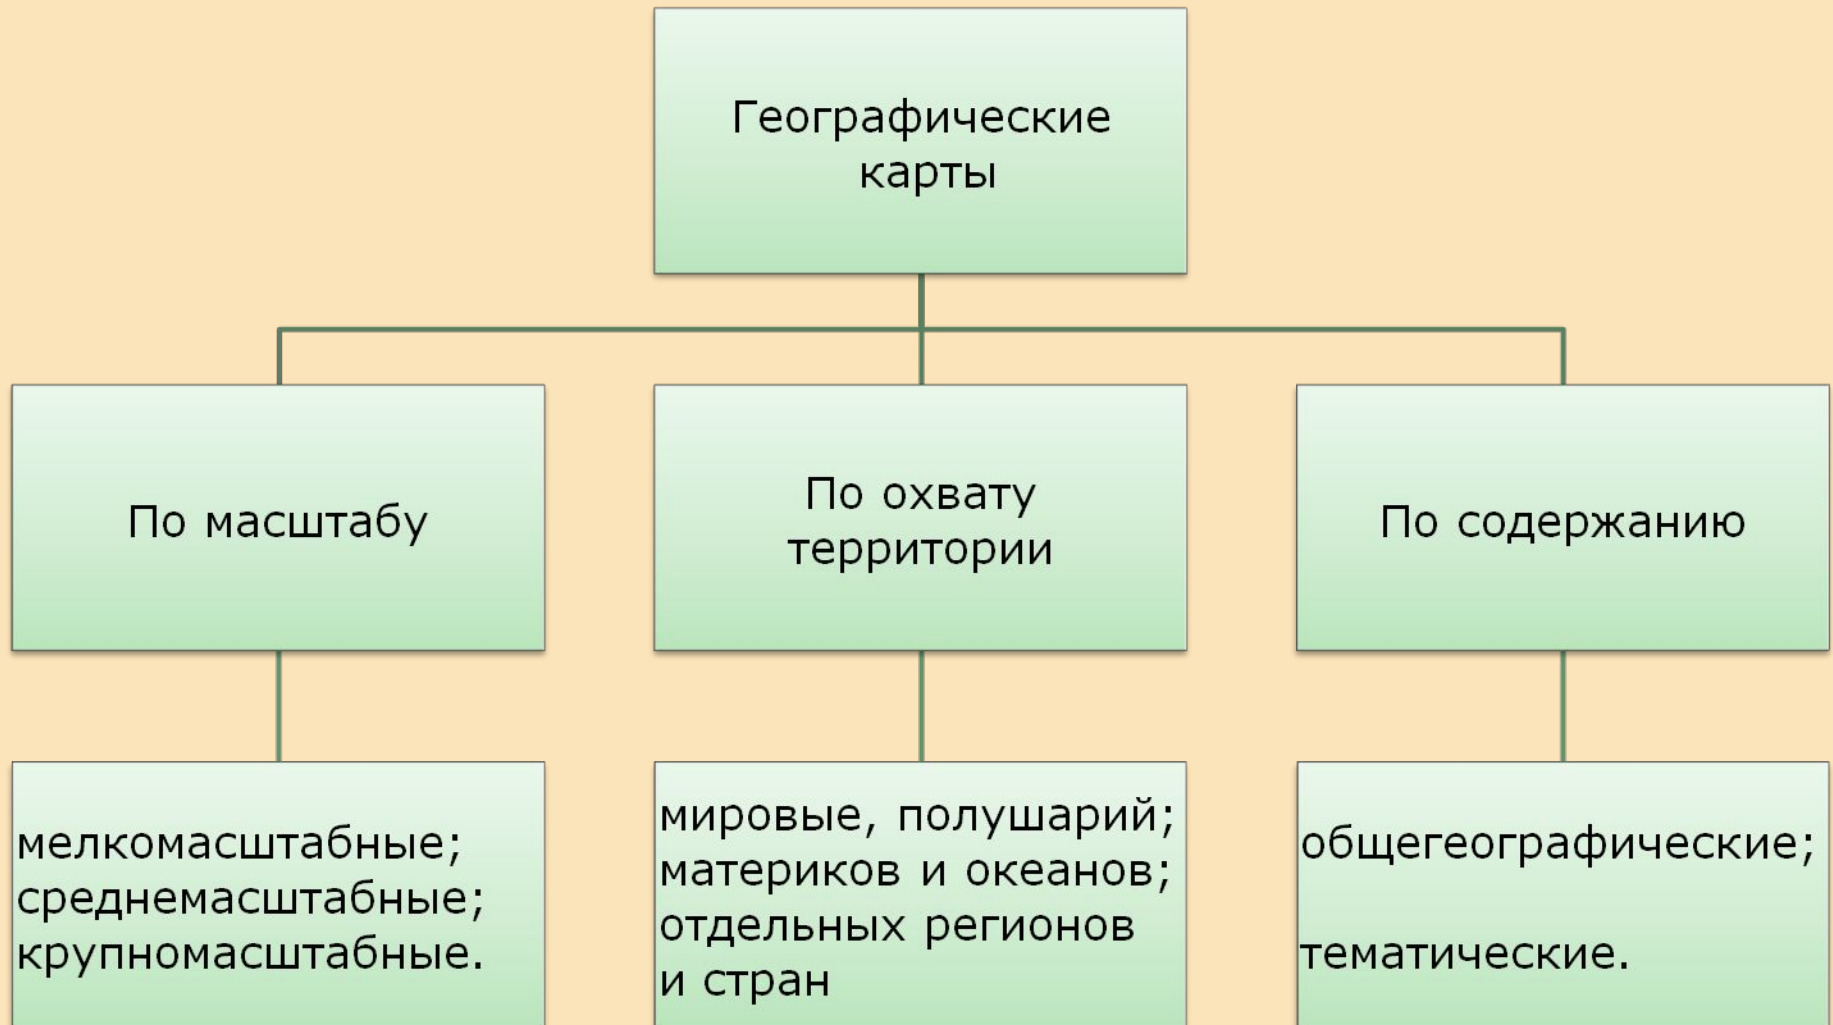 Географические
карты
По масштабу
По охвату
территории
По содержанию
мелкомасштабные;
среднемасштабные;
крупномасштабные.
мировые, полушарий;
материков и океанов;
отдельных регионов
и стран
общегеографические;
тематические.